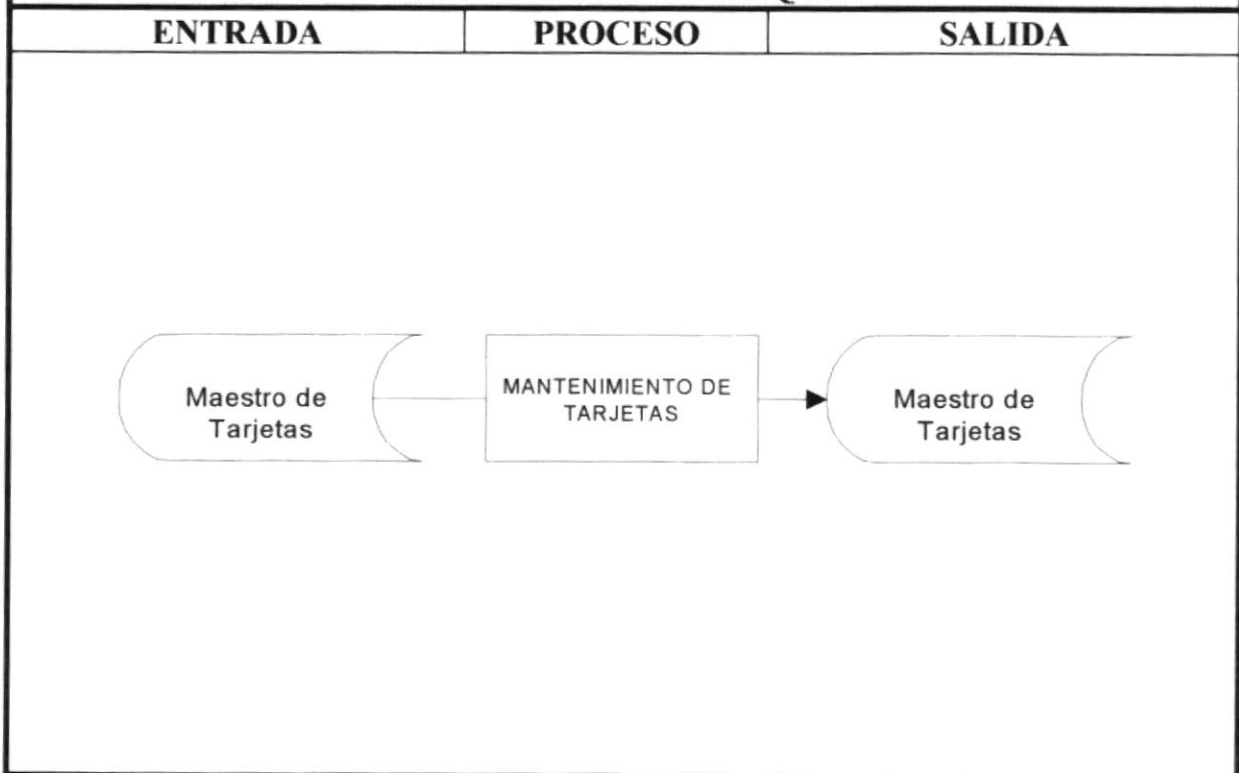 ENTRADA PROCESO SALIDA
Maestro de
Tarjetas
MANTENIMIENTO DE
TARJETAS
Maestro de
Tarjetas